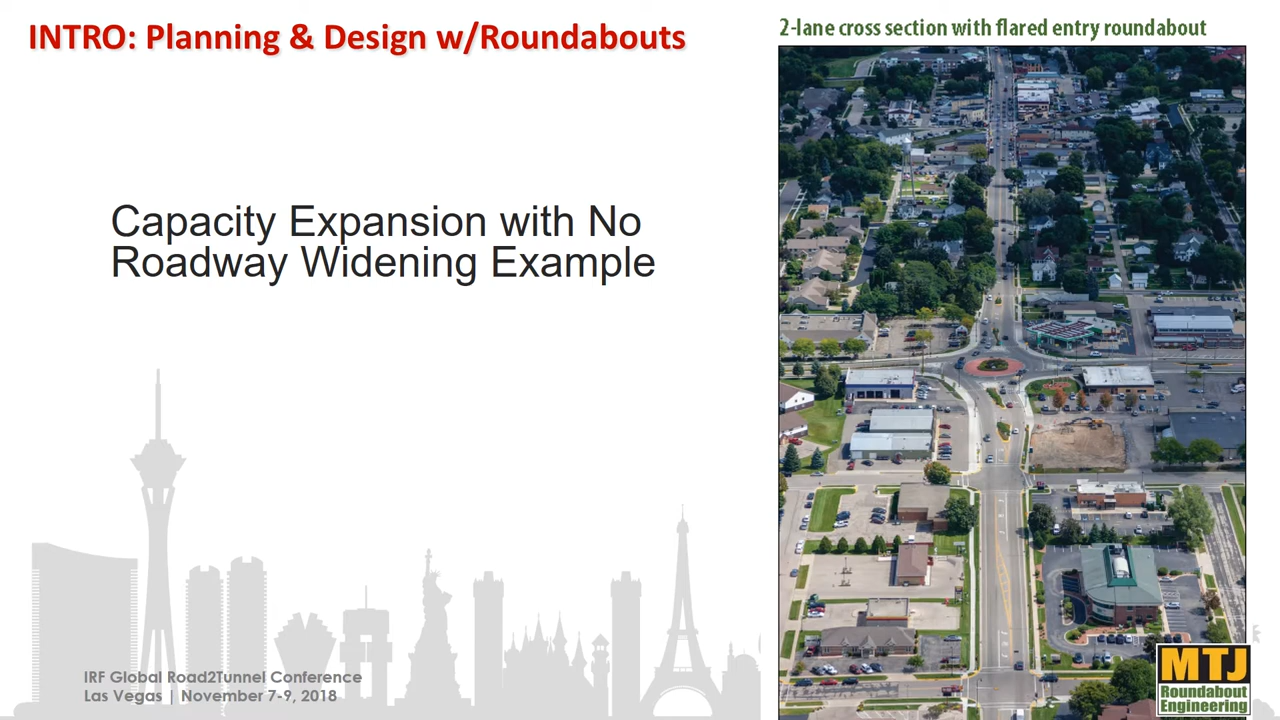 INTRO: Planning & Design w/Roundabouts
2-lane cross section with flared entry roundabout
Capacity Expansion with No
Roadway Widening Example
IRF Global Road2Tunnel Conference
Las Vegas | November 7-9, 2018
MTJ
Roundabout
Engineering